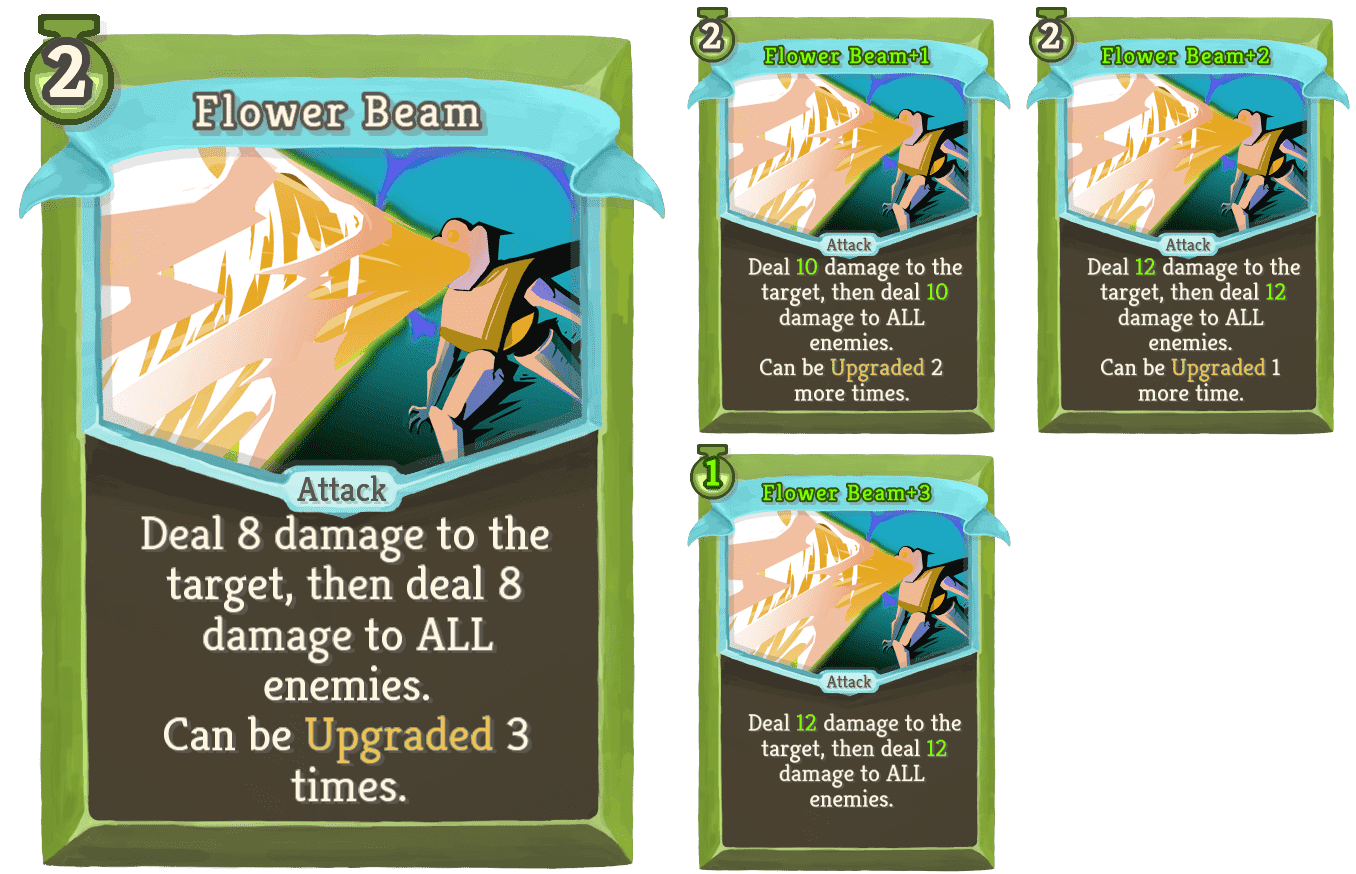 2
Flower Beam
Attack
Deal 8 damage to the
target, then deal 8
damage to ALL
enemies.
Can be Upgraded 3
times.
2
Flower Beam+1
Attack
Deal 10 damage to the
target, then deal 10
damage to ALL
enemies.
Can be Upgraded 2
more times.
2
Flower Beam+2
Attack
Deal 12 damage to the
target, then deal 12
damage to ALL
enemies.
Can be Upgraded 1
more time.
1
Flower Beam+3
Attack
Deal 12 damage to the
target, then deal 12
damage to ALL
enemies.